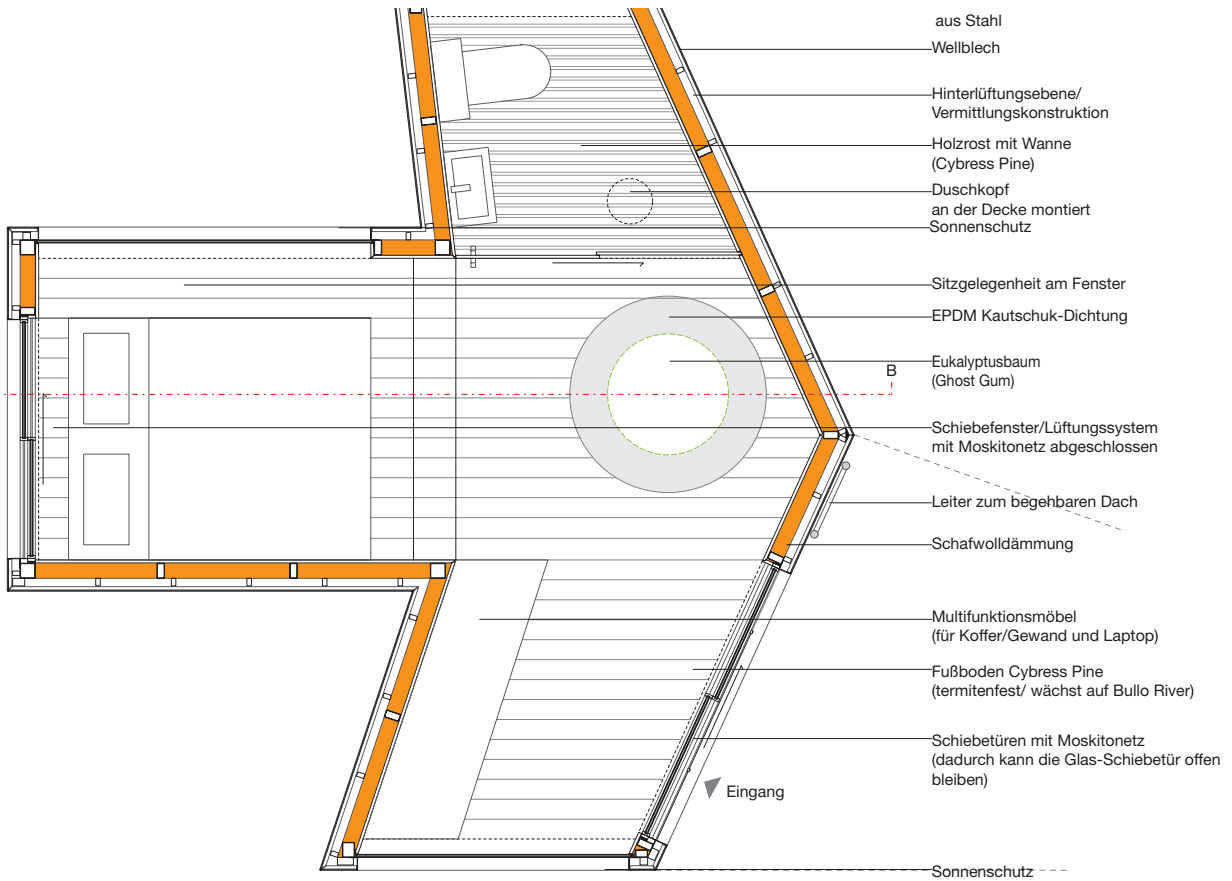 aus Stahl
Wellblech
Hinterlüftungsebene/
Vermittlungskonstruktion
Holzrost mit Wanne
(Cybress Pine)
Duschkopf
an der Decke montiert
Sonnenschutz
Sitzgelegenheit am Fenster
EPDM Kautschuk-Dichtung
Eukalyptusbaum
(Ghost Gum)
B
Schiebefenster/Lüftungssystem
mit Moskitonetz abgeschlossen
Leiter zum begehbaren Dach
Schafwolldämmung
Multifunktionsmöbel
(für Koffer/Gewand und Laptop)
Fußboden Cybress Pine
(termitenfest/ wächst auf Bullo River)
Schiebetüren mit Moskitonetz
(dadurch kann die Glas-Schiebetür offen
bleiben)
Eingang
Sonnenschutz